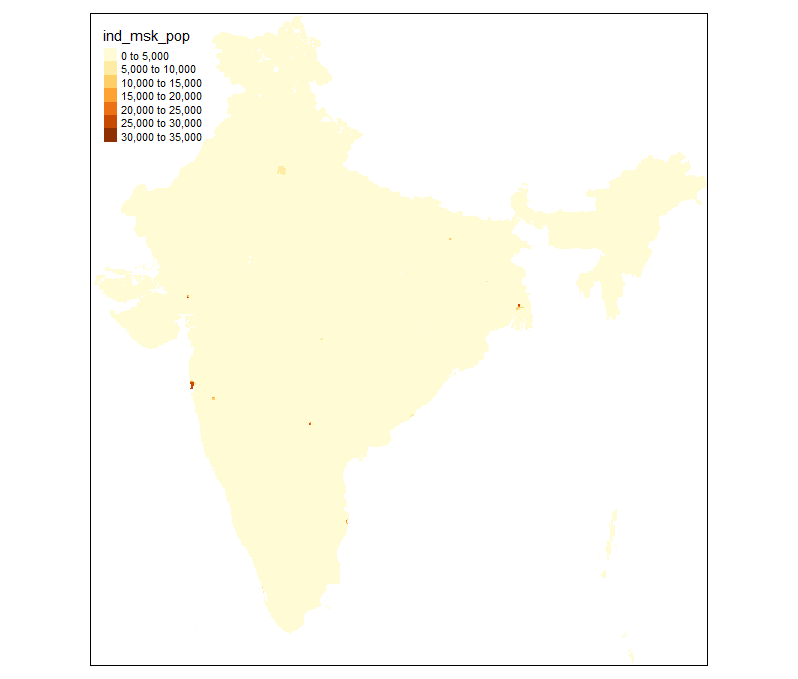 ind_msk_pop
0 to 5,000
5,000 to 10,000
10,000 to 15,000
15,000 to 20,000
20,000 to 25,000
25,000 to 30,000
30,000 to 35,000